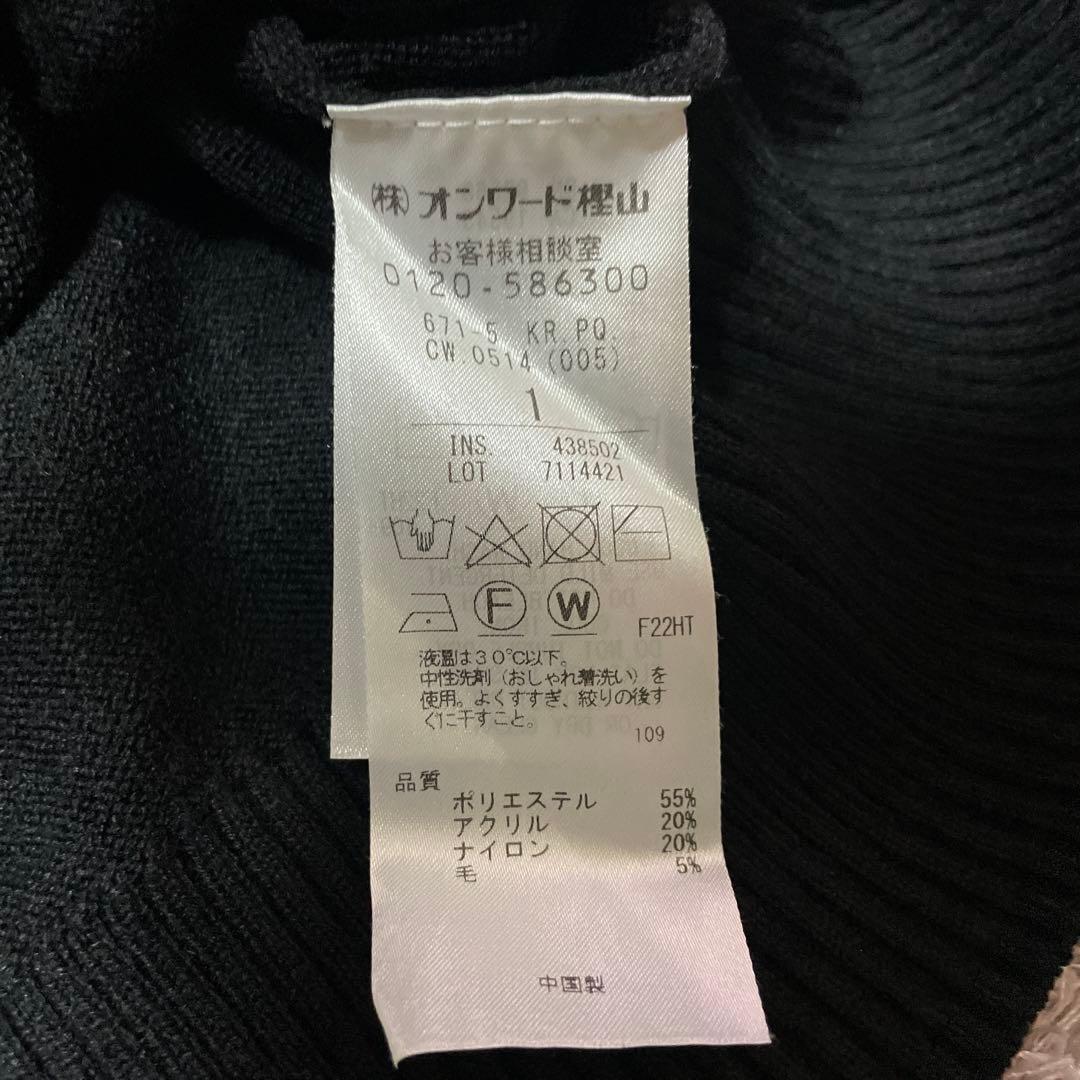 ㈱オンワード樫山
お客様相談室
0120-586300
671-5 KR.PQ.
CW.0514 (005)
1
INS. 438502
LOT 7114421
F W F22HT
液温は30℃以下。
中性洗剤（おしゃれ着洗い）を
使用。よくすすぎ、絞りの後す
ぐに干すこと。
109
品質
ポリエステル 55%
アクリル 20%
ナイロン 20%
毛 5%
中国製